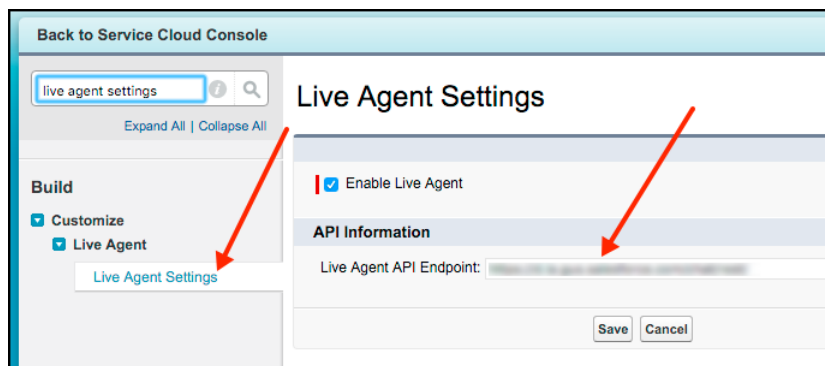 Back to Service Cloud Console
live agent settings
Expand All | Collapse All
Build
Customize
Live Agent
Live Agent Settings
Live Agent Settings
Enable Live Agent
API Information
Live Agent API Endpoint:
Save Cancel